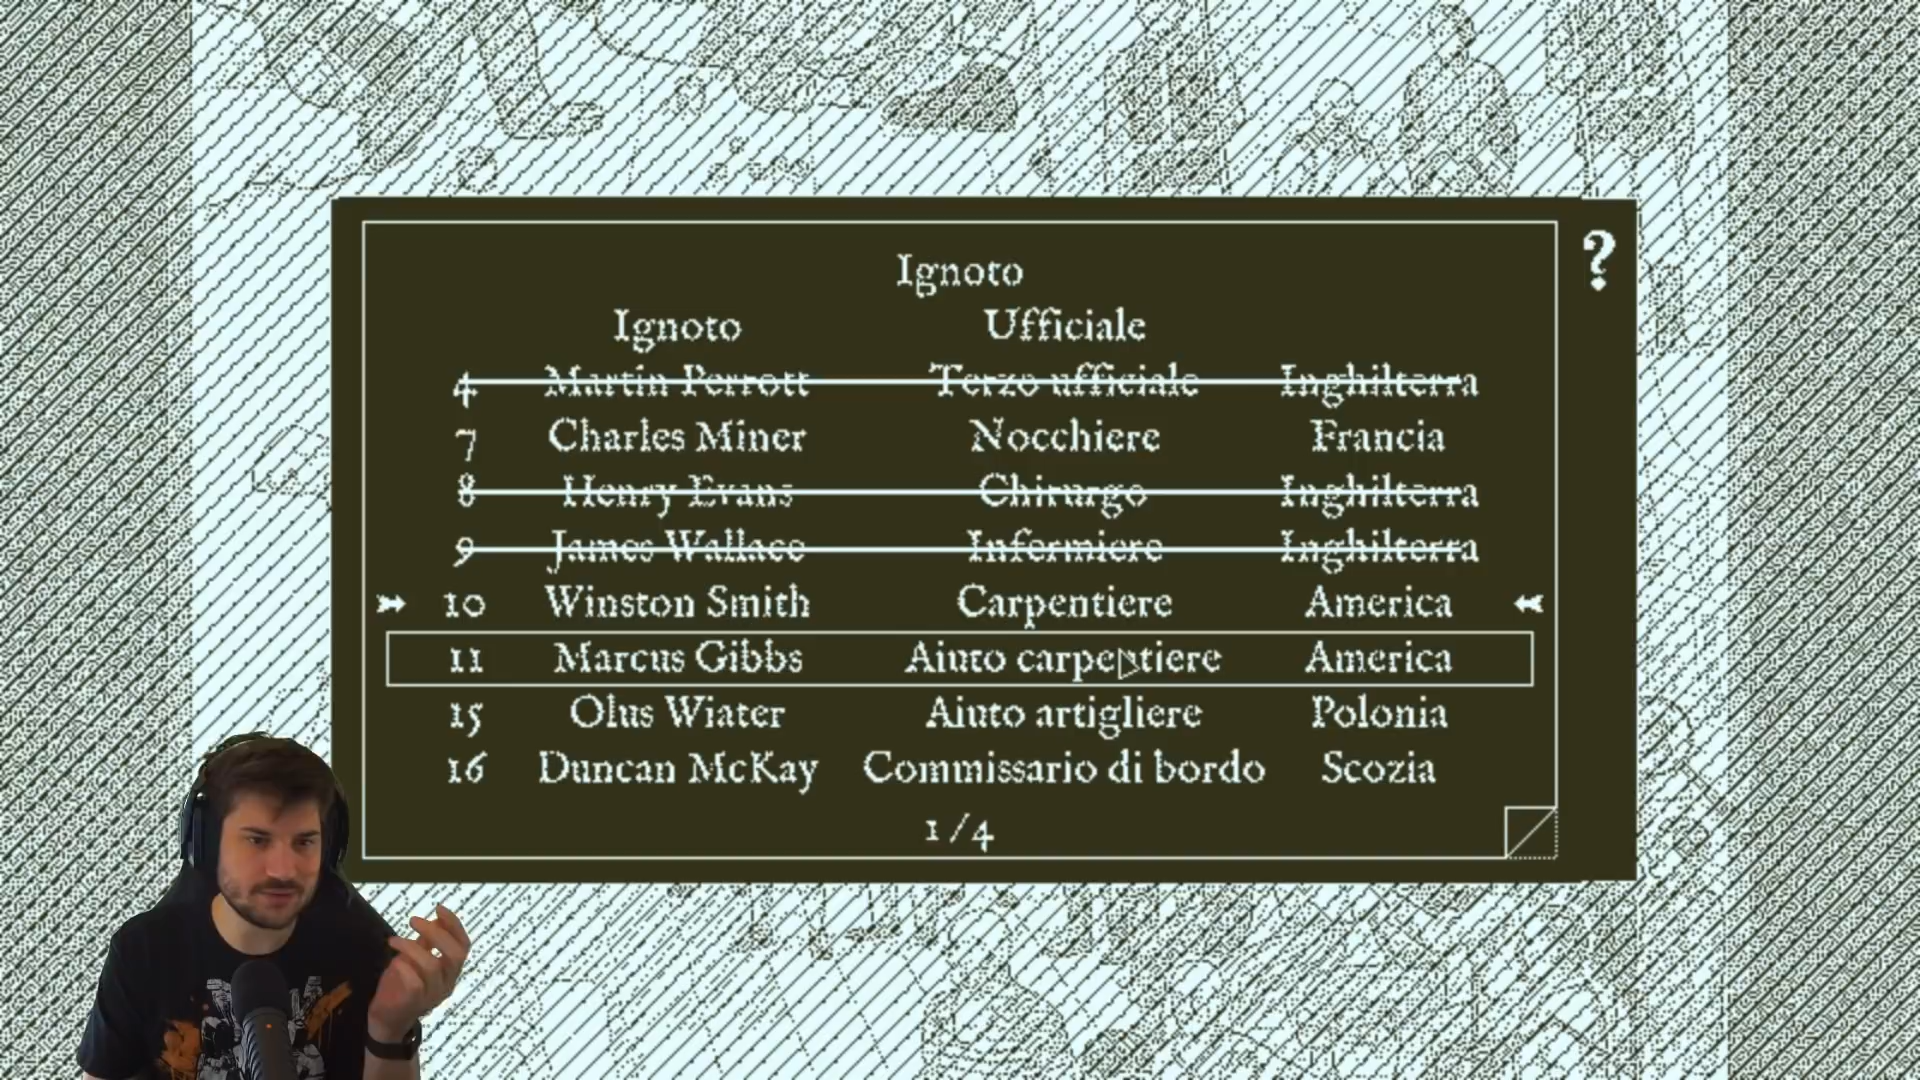 ?
Ignoto
Ignoto Ufficiale
4 Martin Perrott Terzo ufficiale Inghilterra
7 Charles Miner Nocchiere Francia
8 Henry Evans Chirurgo Inghilterra
9 James Wallace Infermiere Inghilterra
10 Winston Smith Carpentiere America
11 Marcus Gibbs Aiuto carpentiere America
15 Olus Wiater Aiuto artigliere Polonia
16 Duncan McKay Commissario di bordo Scozia
1/4